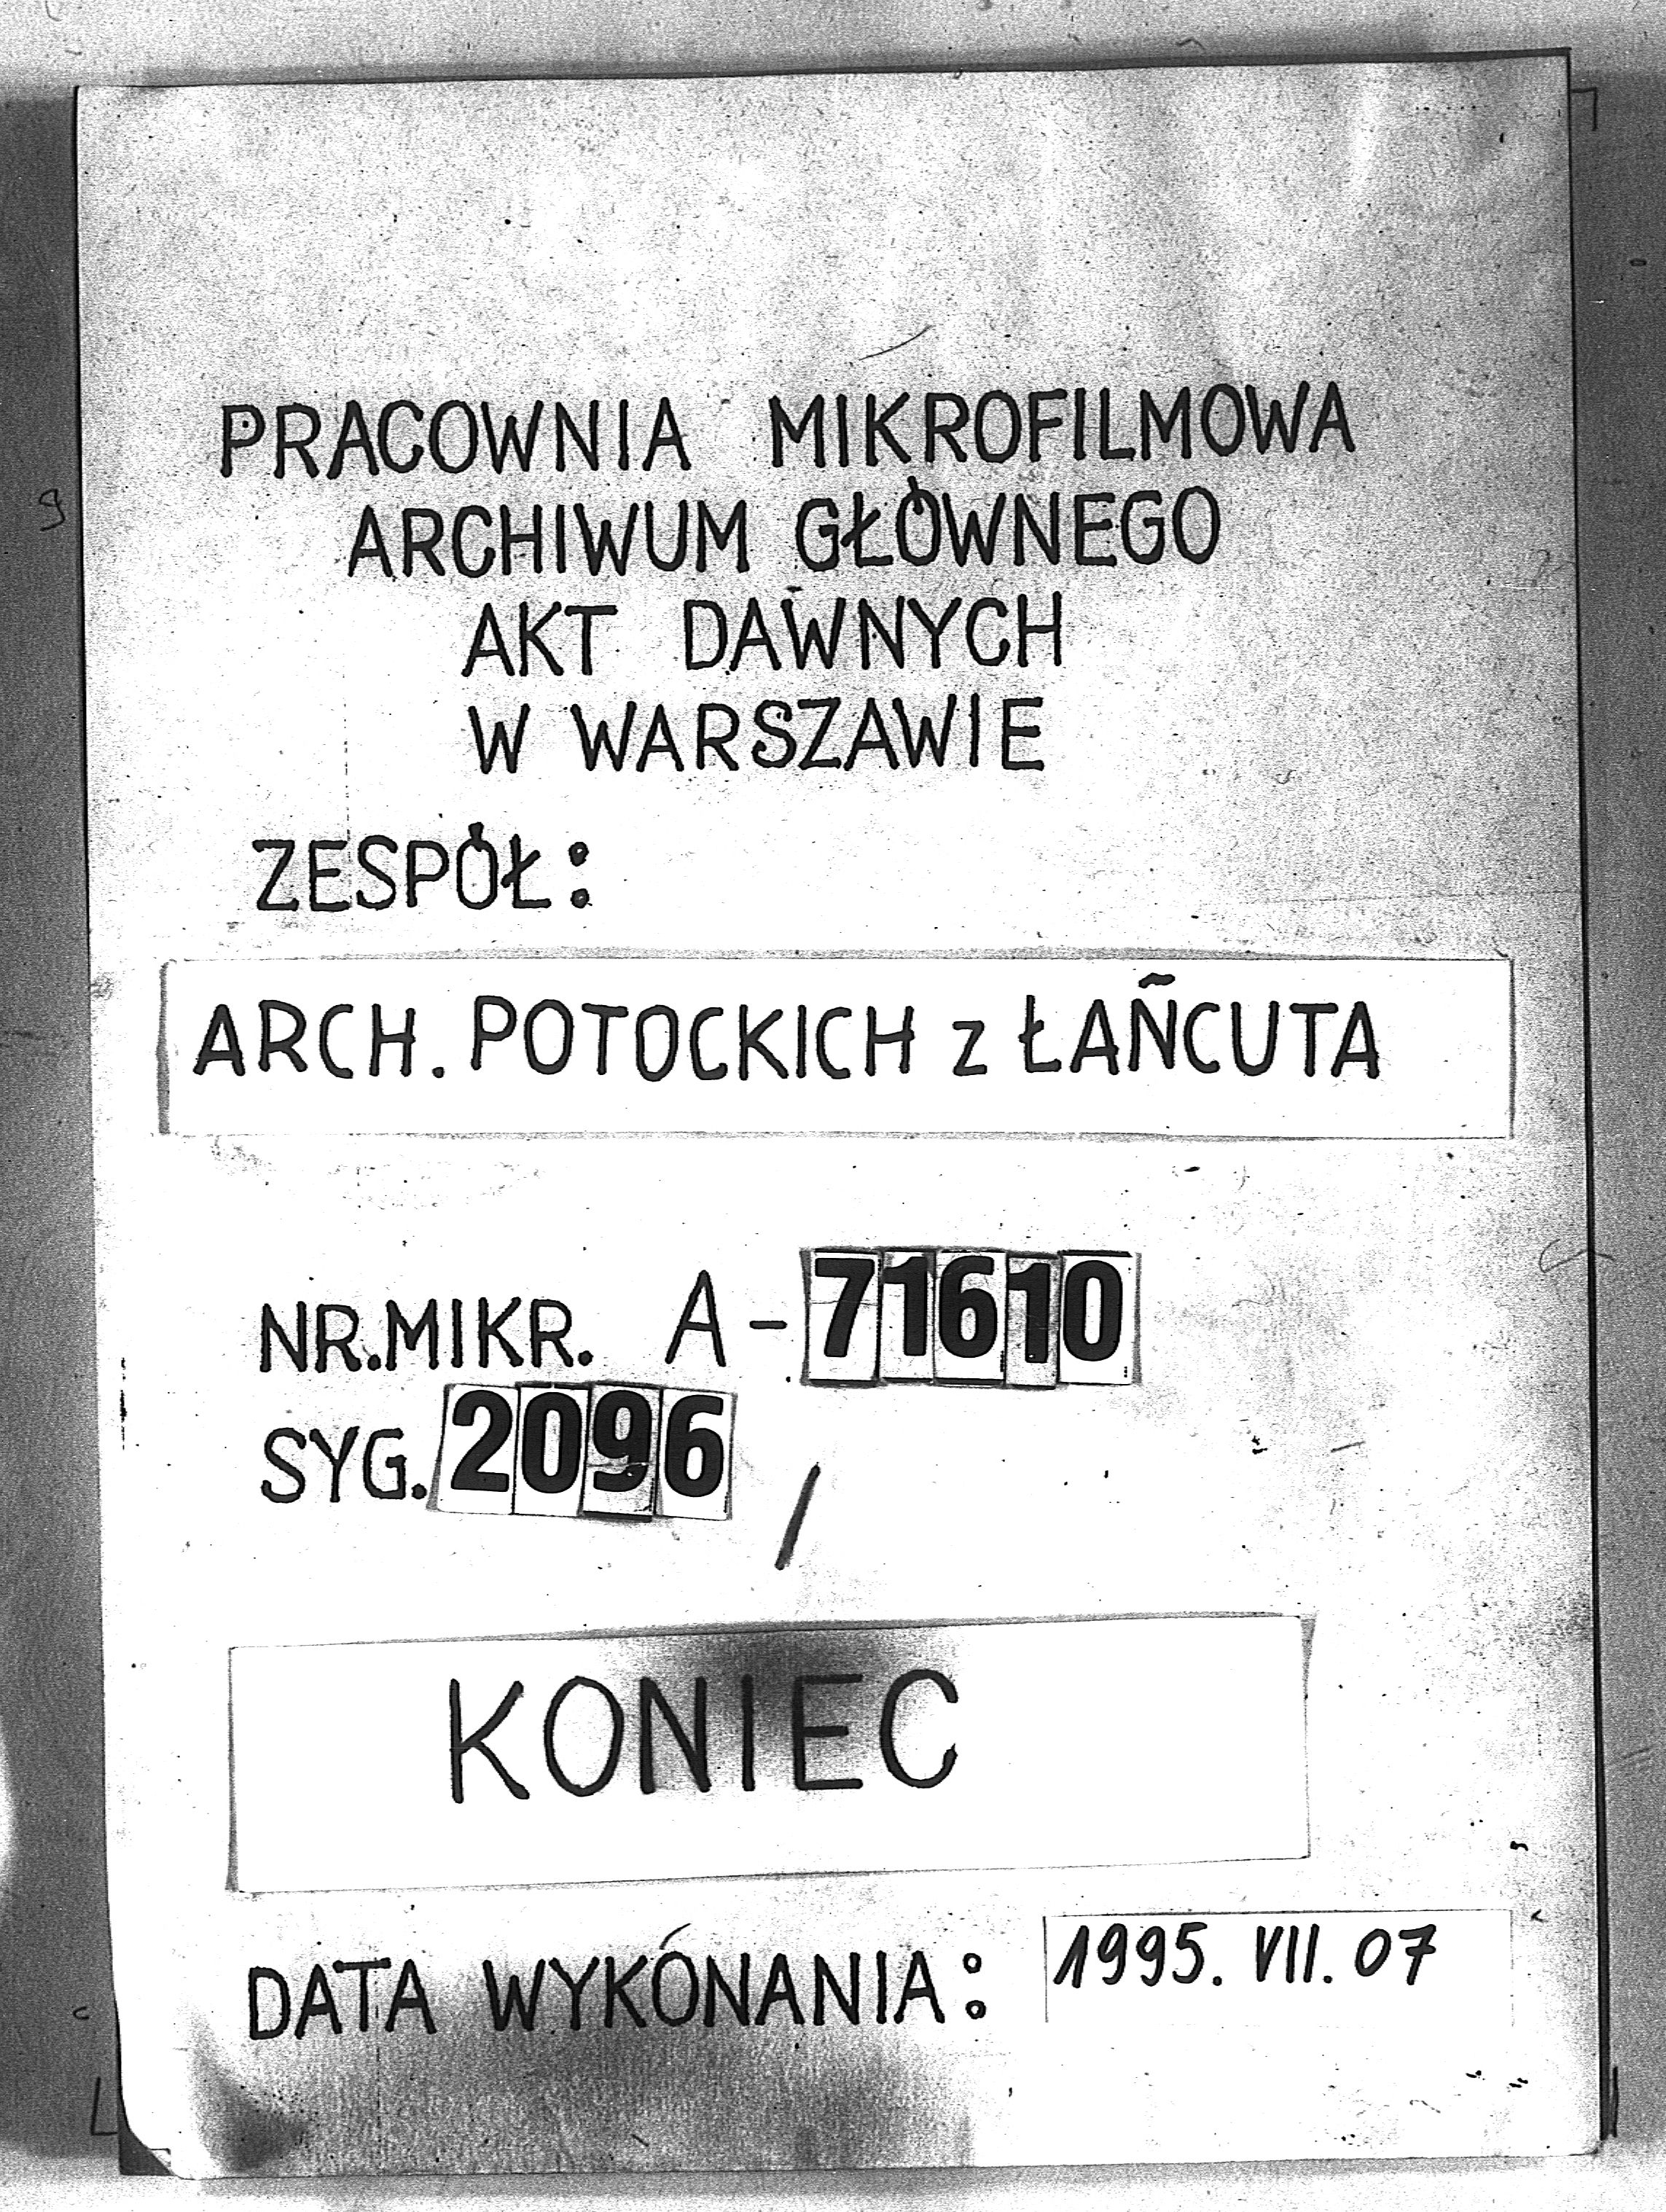 PRACOWNIA MIKROFILMOWA
ARCHIWUM GŁÓWNEGO
AKT DAWNYCH
W WARSZAWIE
ZESPÓŁ:
ARCH. POTOCKICH z ŁAŃCUTA
NR.MIKR. A-71610
SYG. 2096 /
KONIEC
DATA WYKONANIA: 1995. VII. 07